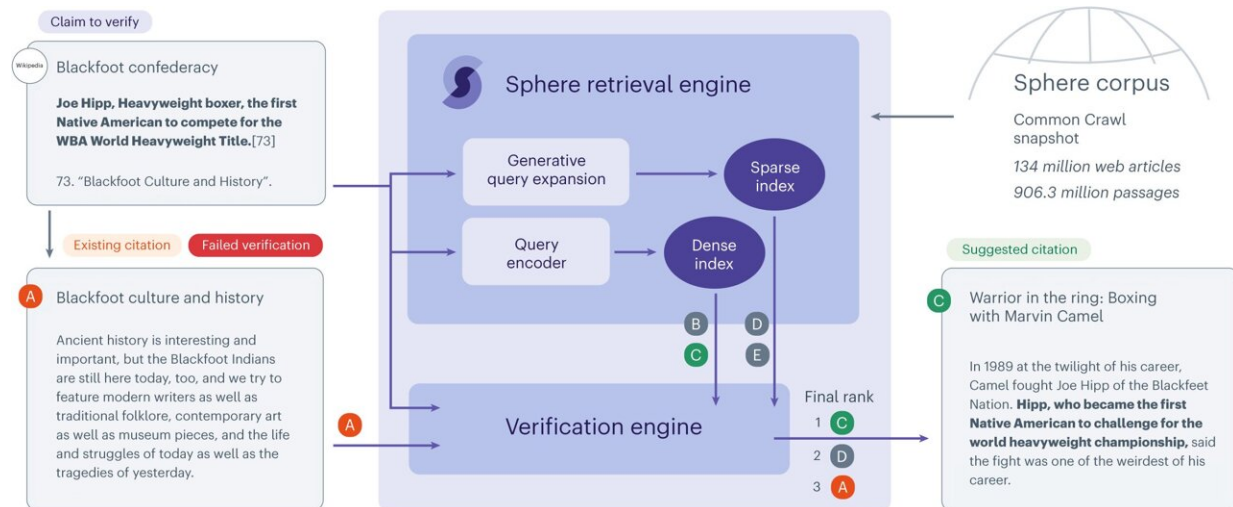 Claim to verify
Wikipedia
Blackfoot confederacy
Joe Hipp, Heavyweight boxer, the first
Native American to compete for the
WBA World Heavyweight Title.[73]
73. “Blackfoot Culture and History”.
Existing citation
Failed verification
A
Blackfoot culture and history
Ancient history is interesting and
important, but the Blackfoot Indians
are still here today, too, and we try to
feature modern writers as well as
traditional folklore, contemporary art
as well as museum pieces, and the life
and struggles of today as well as the
tragedies of yesterday.
A
Sphere retrieval engine
Generative
query expansion
Sparse
index
Query
encoder
Dense
index
B
C
D
E
Verification engine
Final rank
1 C
2 D
3 A
Sphere corpus
Common Crawl
snapshot
134 million web articles
906.3 million passages
Suggested citation
C
Warrior in the ring: Boxing
with Marvin Camel
In 1989 at the twilight of his career,
Camel fought Joe Hipp of the Blackfeet
Nation. Hipp, who became the first
Native American to challenge for the
world heavyweight championship, said
the fight was one of the weirdest of his
career.